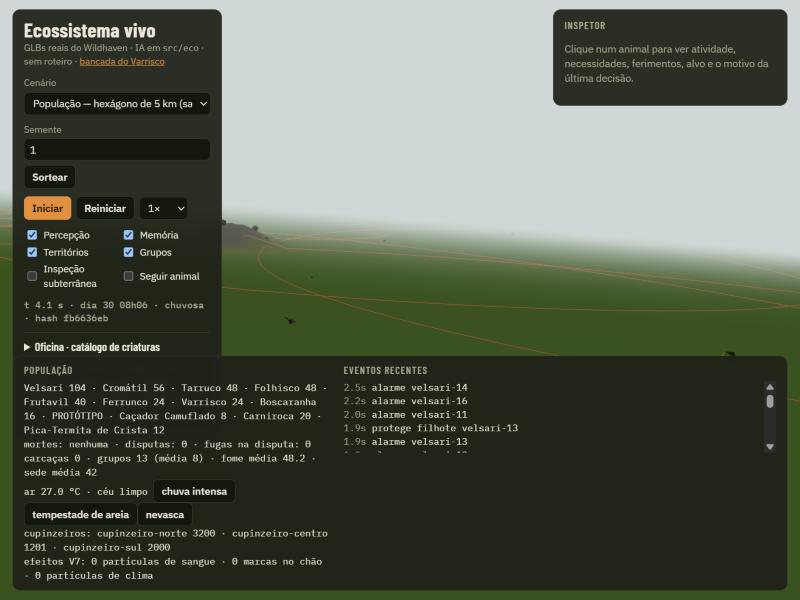 Ecossistema vivo
GLBs reais do Wildhaven · IA em src/eco ·
sem roteiro · bancada do Varrisco
Cenário
População — hexágono de 5 km (sa
Semente
1
Sortear
Iniciar Reiniciar 1×
Percepção Memória
Territórios Grupos
Inspeção
subterrânea Seguir animal
t 4.1 s · dia 30 08h06 · chuvosa
· hash fb6636eb
Oficina · catálogo de criaturas
INSPETOR
Clique num animal para ver atividade,
necessidades, ferimentos, alvo e o motivo da
última decisão.
POPULAÇÃO
Velsari 104 · Cromátil 56 · Tarruco 48 · Folhisco 48 ·
Frutavil 40 · Ferrunco 24 · Varrisco 24 · Boscaranha
16 · PROTÓTIPO · Caçador Camuflado 8 · Carniroca 20 ·
Pica-Termita de Crista 12
mortes: nenhuma · disputas: 0 · fugas na disputa: 0
carcaças 0 · grupos 13 (média 8) · fome média 48.2 ·
sede média 42
ar 27.0 °C · céu limpo chuva intensa
tempestade de areia nevasca
cupinzeiros: cupinzeiro-norte 3200 · cupinzeiro-centro
1201 · cupinzeiro-sul 2000
efeitos V7: 0 partículas de sangue · 0 marcas no chão
· 0 partículas de clima
EVENTOS RECENTES
2.5s alarme velsari-14
2.2s alarme velsari-16
2.0s alarme velsari-11
1.9s protege filhote velsari-13
1.9s alarme velsari-13